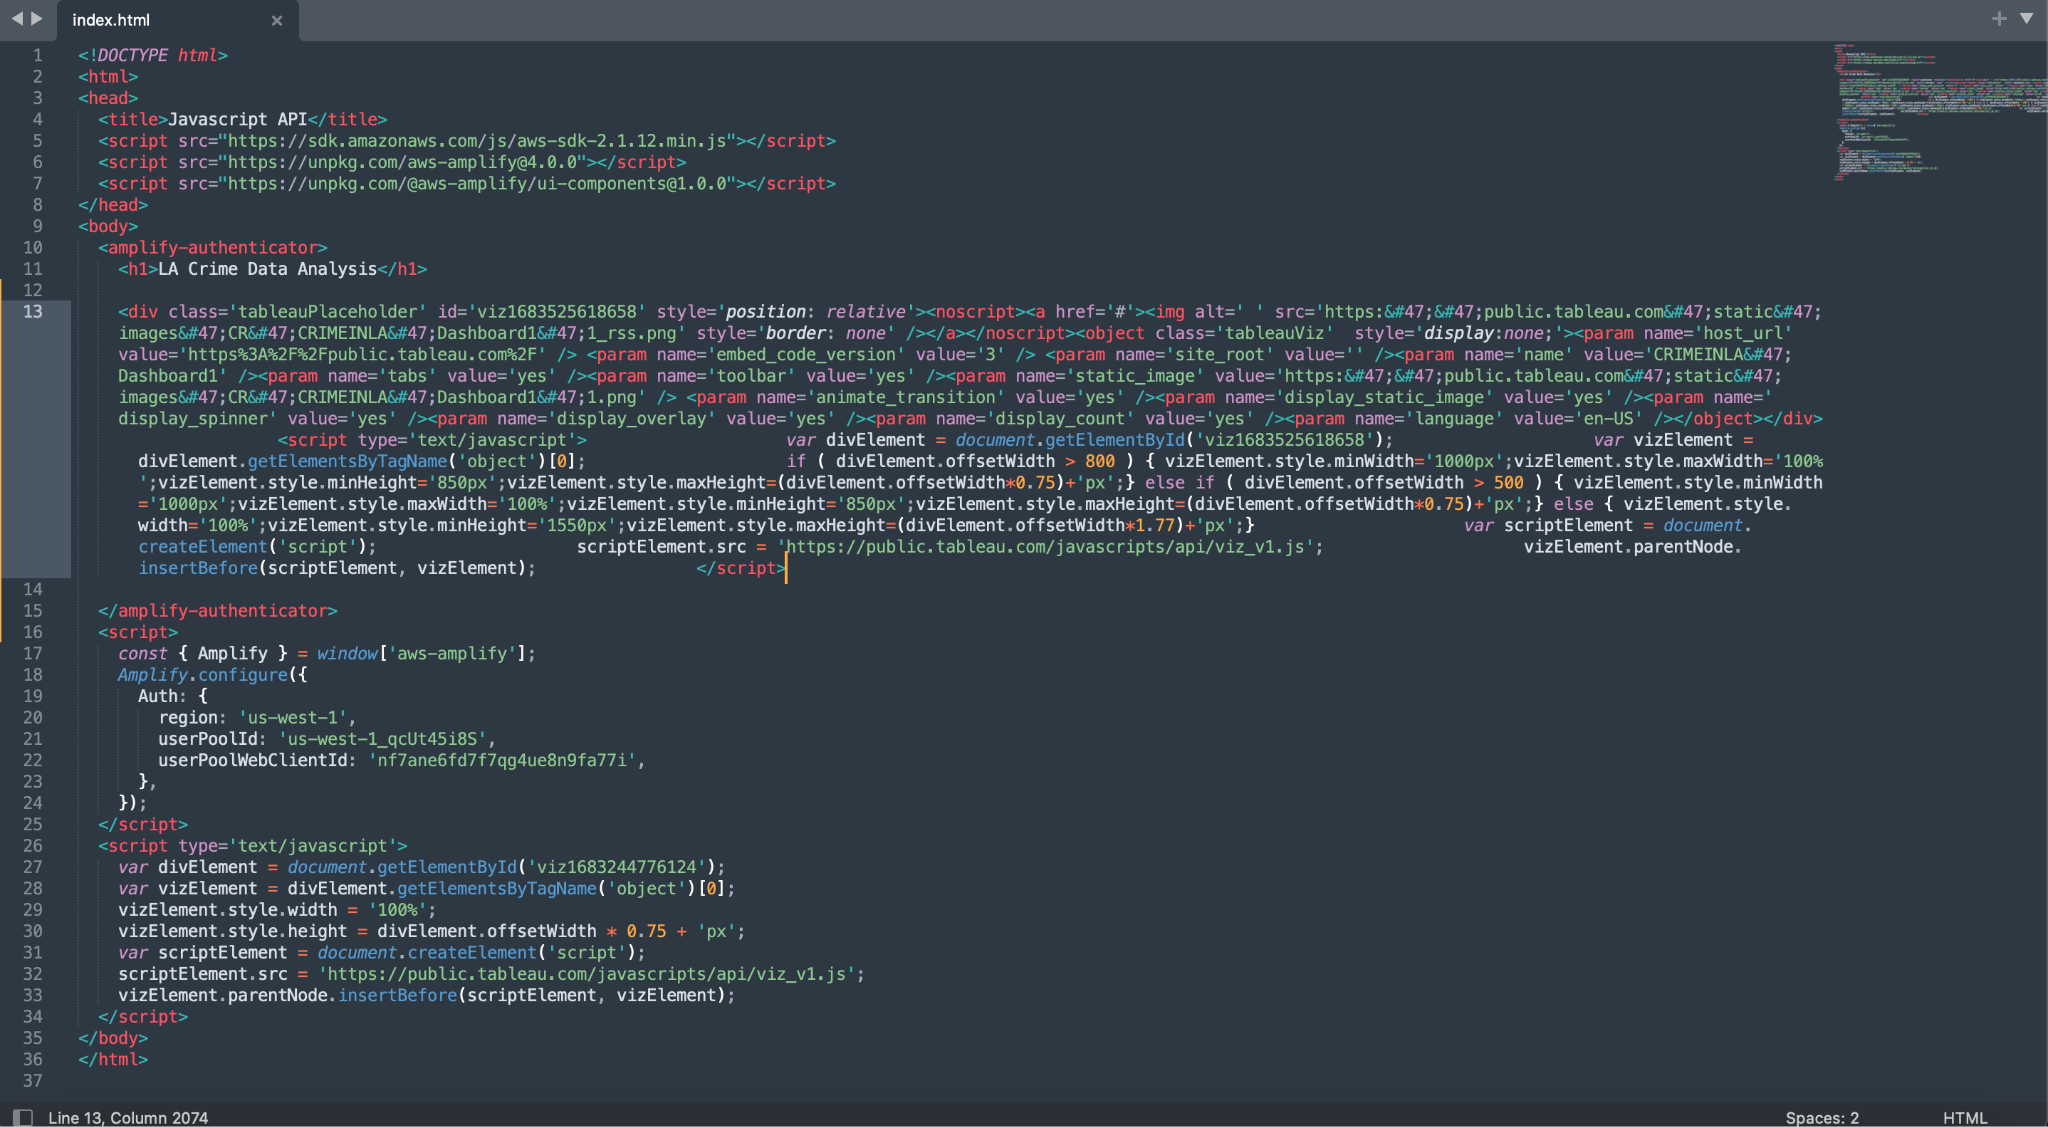 index.html
1 <!DOCTYPE html>
2 <html>
3 <head>
4 <title>Javascript API</title>
5 <script src="https://sdk.amazonaws.com/js/aws-sdk-2.1.12.min.js"></script>
6 <script src="https://unpkg.com/aws-amplify@4.0.0"></script>
7 <script src="https://unpkg.com/@aws-amplify/ui-components@1.0.0"></script>
8 </head>
9 <body>
10 <amplify-authenticator>
11 <h1>LA Crime Data Analysis</h1>
12
13 <div class='tableauPlaceholder' id='viz1683525618658' style='position: relative'><noscript><a href='#'><img alt=' ' src='https:&#47;&#47;public.tableau.com&#47;static&#47;
images&#47;CR&#47;CRIMEINLA&#47;Dashboard1&#47;1_rss.png' style='border: none' /></a></noscript><object class='tableauViz'  style='display:none;'><param name='host_url'
value='https%3A%2F%2Fpublic.tableau.com%2F' /> <param name='embed_code_version' value='3' /> <param name='site_root' value='' /><param name='name' value='CRIMEINLA&#47;
Dashboard1' /><param name='tabs' value='yes' /><param name='toolbar' value='yes' /><param name='static_image' value='https:&#47;&#47;public.tableau.com&#47;static&#47;
images&#47;CR&#47;CRIMEINLA&#47;Dashboard1&#47;1.png' /> <param name='animate_transition' value='yes' /><param name='display_static_image' value='yes' /><param name='
display_spinner' value='yes' /><param name='display_overlay' value='yes' /><param name='display_count' value='yes' /><param name='language' value='en-US' /></object></div>
<script type='text/javascript'>                    var divElement = document.getElementById('viz1683525618658');                    var vizElement =
divElement.getElementsByTagName('object')[0];                    if ( divElement.offsetWidth > 800 ) { vizElement.style.minWidth='1000px';vizElement.style.maxWidth='100%
';vizElement.style.minHeight='850px';vizElement.style.maxHeight=(divElement.offsetWidth*0.75)+'px';} else if ( divElement.offsetWidth > 500 ) { vizElement.style.minWidth
='1000px';vizElement.style.maxWidth='100%';vizElement.style.minHeight='850px';vizElement.style.maxHeight=(divElement.offsetWidth*0.75)+'px';} else { vizElement.style.
width='100%';vizElement.style.minHeight='1550px';vizElement.style.maxHeight=(divElement.offsetWidth*1.77)+'px';}                     var scriptElement = document.
createElement('script');                    scriptElement.src = 'https://public.tableau.com/javascripts/api/viz_v1.js';                    vizElement.parentNode.
insertBefore(scriptElement, vizElement);                </script>
14
15 </amplify-authenticator>
16 <script>
17 const { Amplify } = window['aws-amplify'];
18 Amplify.configure({
19 Auth: {
20 region: 'us-west-1',
21 userPoolId: 'us-west-1_qcUt45i8S',
22 userPoolWebClientId: 'nf7ane6fd7f7qg4ue8n9fa77i',
23 },
24 });
25 </script>
26 <script type='text/javascript'>
27 var divElement = document.getElementById('viz1683244776124');
28 var vizElement = divElement.getElementsByTagName('object')[0];
29 vizElement.style.width = '100%';
30 vizElement.style.height = divElement.offsetWidth * 0.75 + 'px';
31 var scriptElement = document.createElement('script');
32 scriptElement.src = 'https://public.tableau.com/javascripts/api/viz_v1.js';
33 vizElement.parentNode.insertBefore(scriptElement, vizElement);
34 </script>
35 </body>
36 </html>
37
Line 13, Column 2074 Spaces: 2 HTML